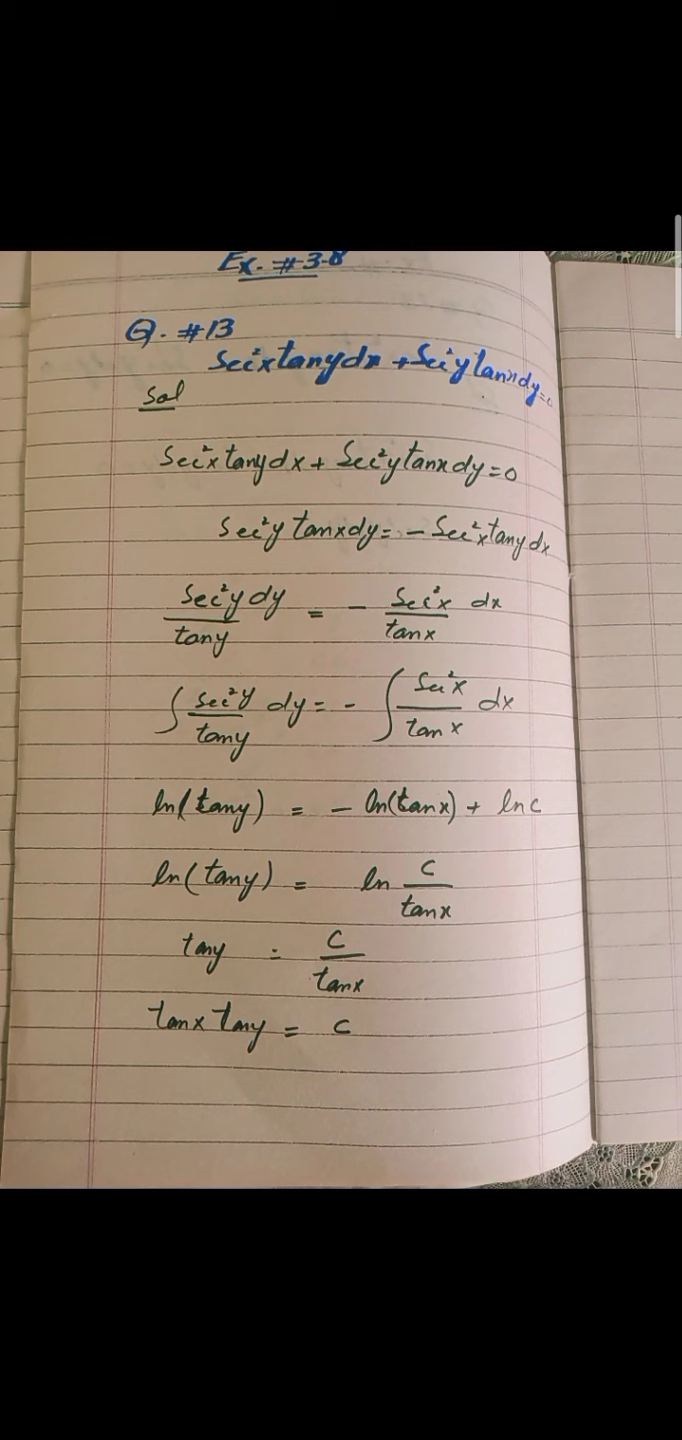 Ex. #3.8
Q. #13
Sec²x tany dx + Sec²y tanx dy = 0
Sol
Sec²x tany dx + Sec²y tanx dy = 0
Sec²y tanx dy = - Sec²x tany dx
Sec²y dy / tany = - Sec²x / tanx dx
∫ Sec²y / tany dy = - ∫ Sec²x / tanx dx
ln(tany) = - ln(tanx) + ln c
ln(tany) = ln C / tanx
tany = C / tanx
tanx tany = C